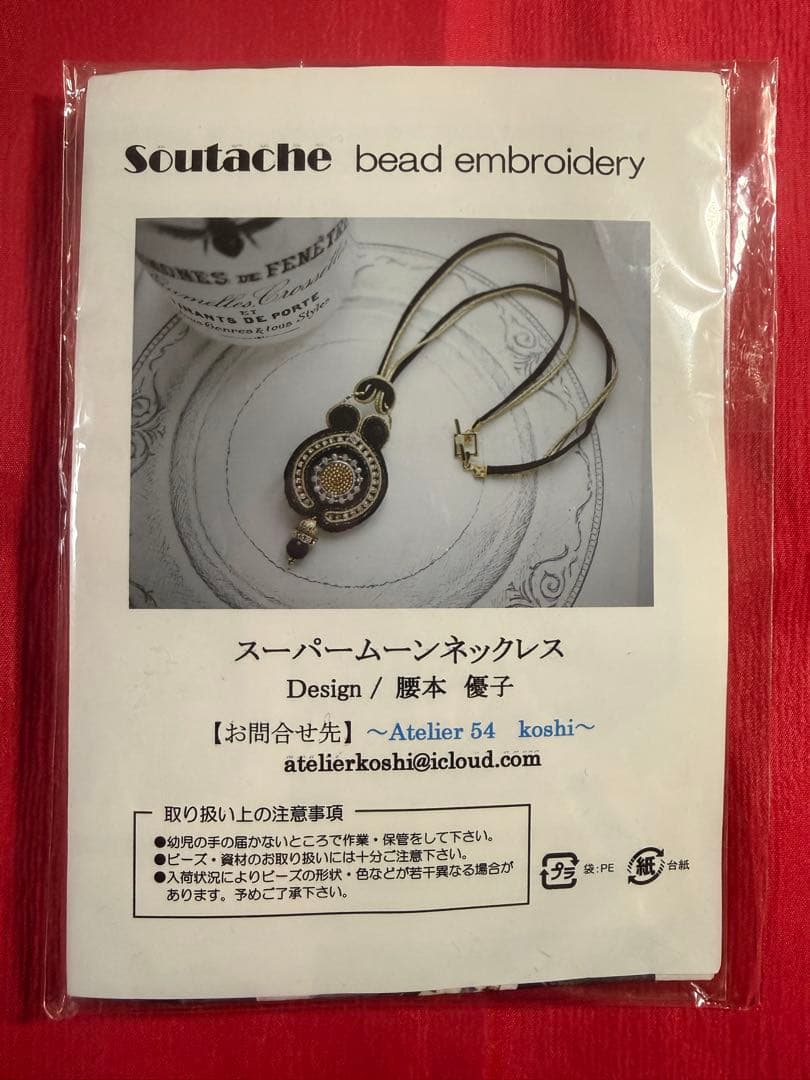 Soutache bead embroidery
DE FENÊTRE
Crossettes
ET
DE PORTE
スーパームーンネックレス
Design / 腰本 優子
【お問合せ先】～Atelier 54 koshi～
atelierkoshi@icloud.com
取り扱い上の注意事項
●幼児の手の届かないところで作業・保管をして下さい。
●ビーズ・資材のお取り扱いには十分ご注意下さい。
●入荷状況によりビーズの形状・色などが若干異なる場合が
あります。予めご了承下さい。
プラ 袋:PE 紙 台紙